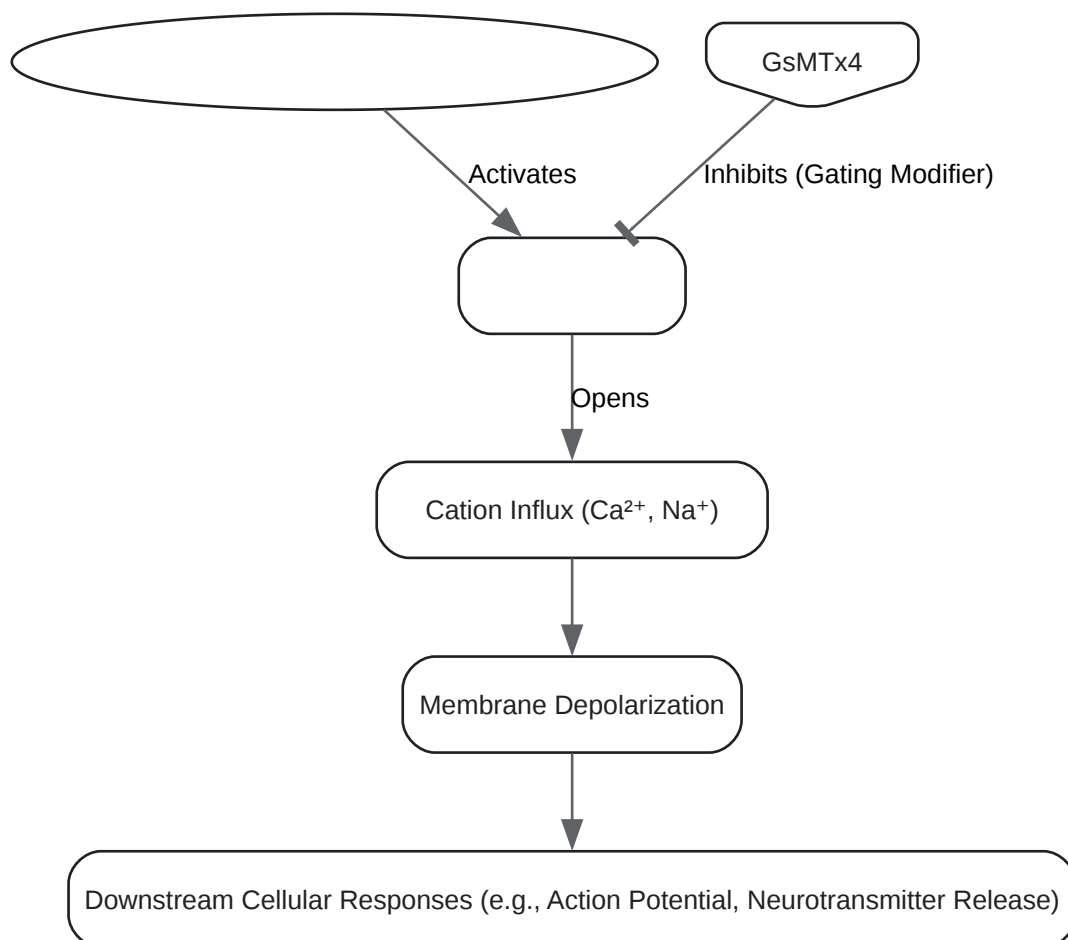 GsMTx4
Activates
Inhibits (Gating Modifier)
Opens
Cation Influx (Ca²⁺, Na⁺)
Membrane Depolarization
Downstream Cellular Responses (e.g., Action Potential, Neurotransmitter Release)